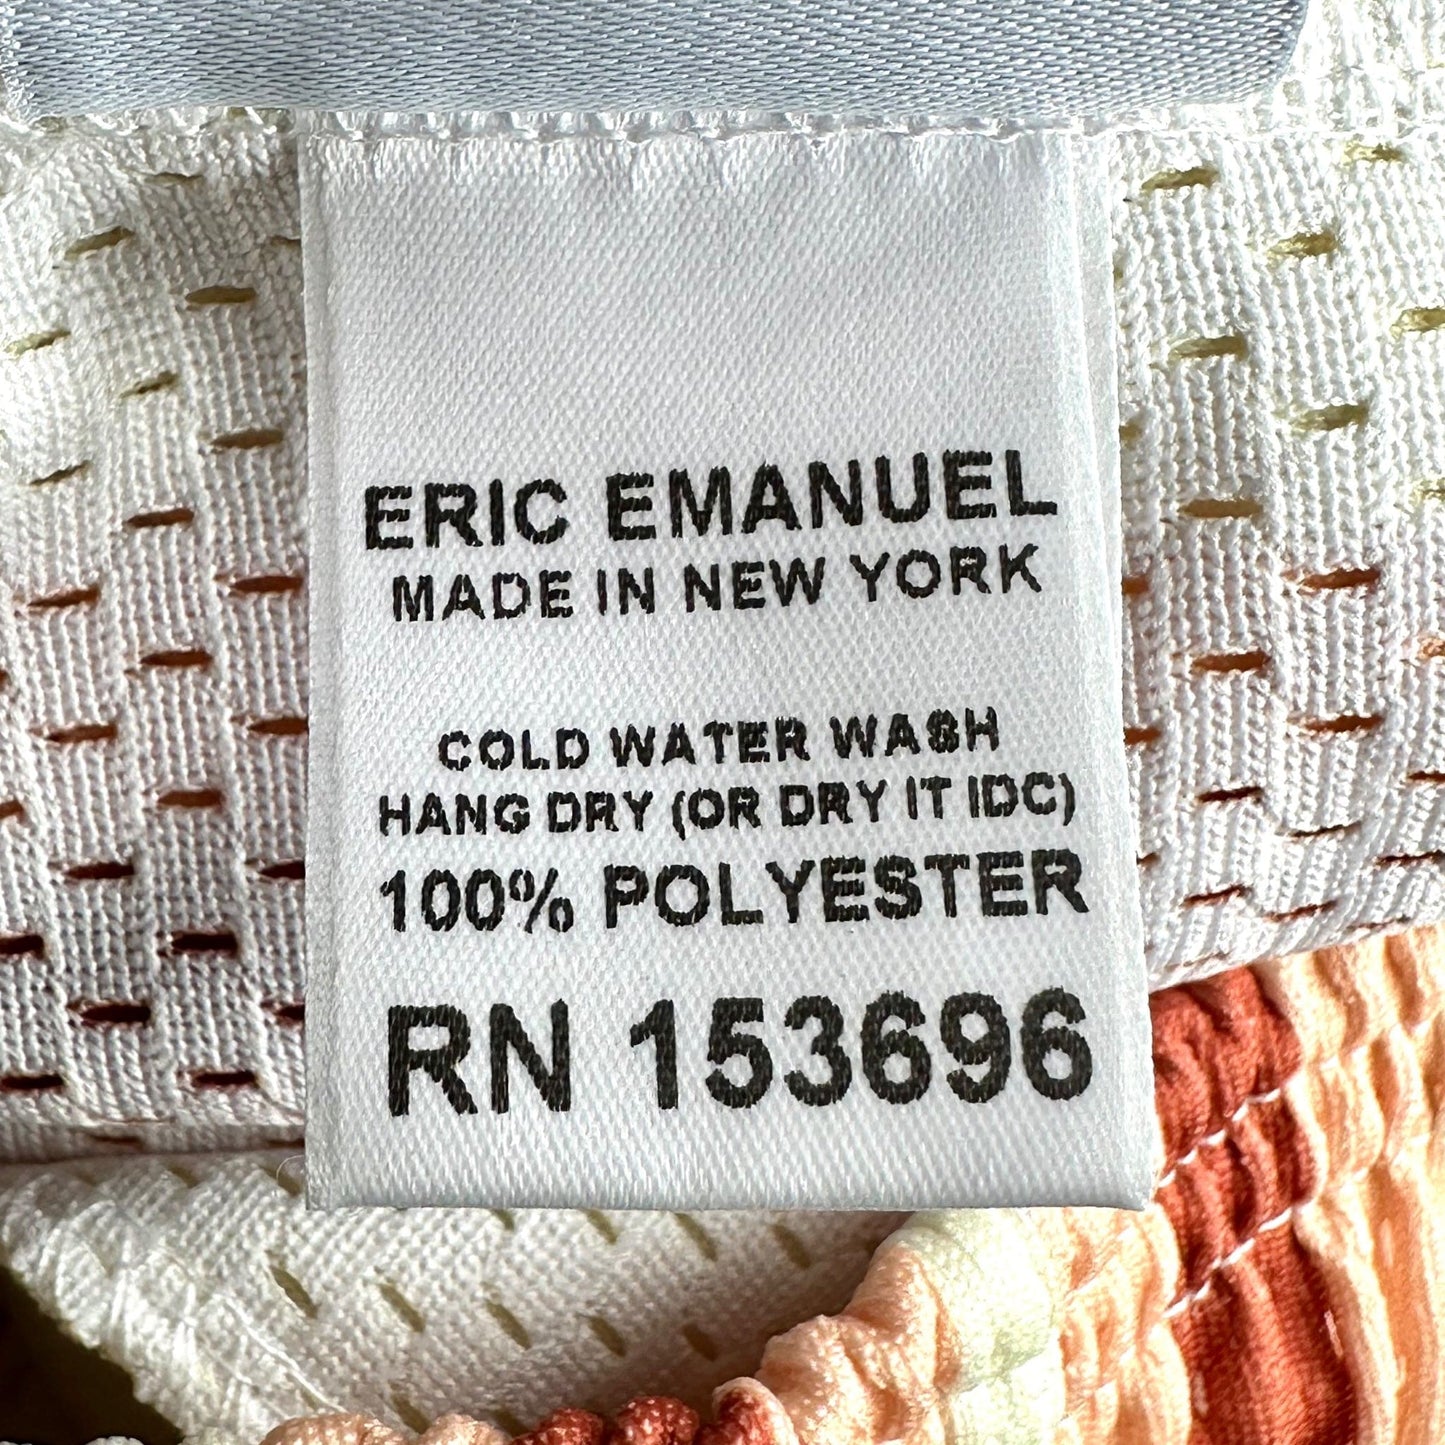 ERIC EMANUEL
MADE IN NEW YORK
COLD WATER WASH
HANG DRY (OR DRY IT IDC)
100% POLYESTER
RN 153696